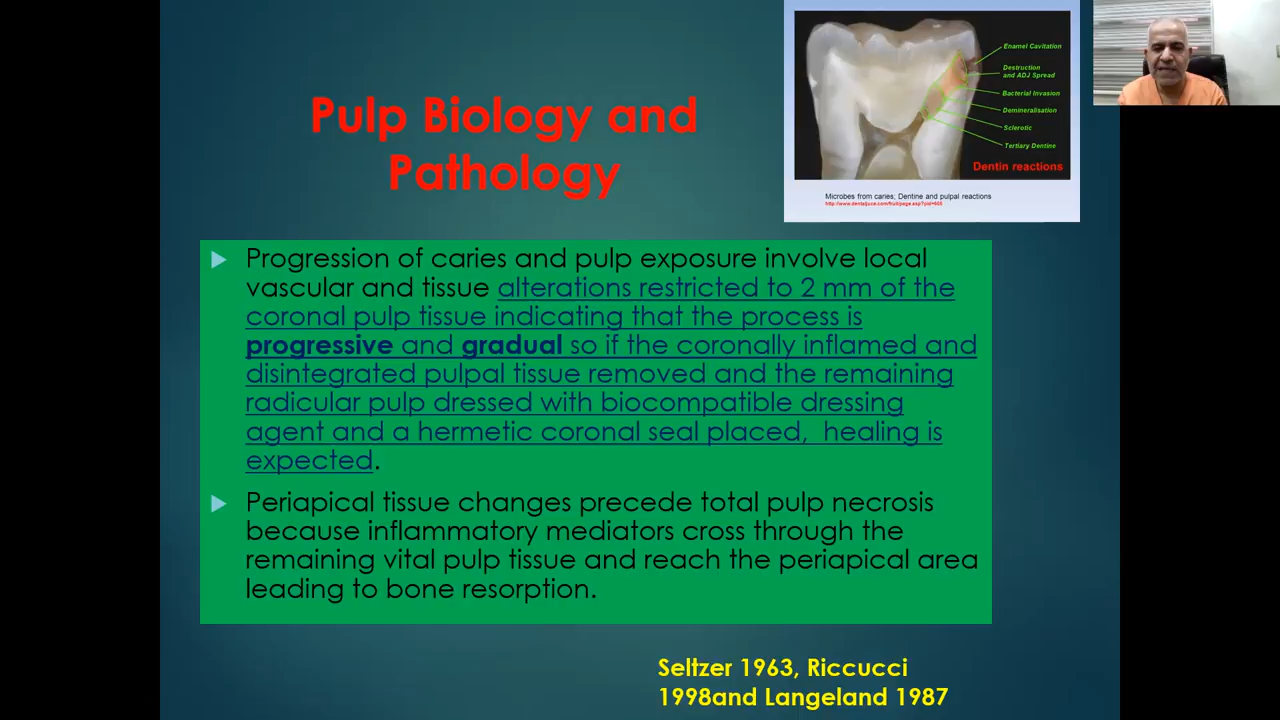 Pulp Biology and
Pathology
Enamel Cavitation
Destruction
and ADJ Spread
Bacterial Invasion
Demineralisation
Sclerotic
Tertiary Dentine
Dentin reactions
Microbes from caries; Dentine and pulpal reactions
Progression of caries and pulp exposure involve local
vascular and tissue alterations restricted to 2 mm of the
coronal pulp tissue indicating that the process is
progressive and gradual so if the coronally inflamed and
disintegrated pulpal tissue removed and the remaining
radicular pulp dressed with biocompatible dressing
agent and a hermetic coronal seal placed, healing is
expected.
Periapical tissue changes precede total pulp necrosis
because inflammatory mediators cross through the
remaining vital pulp tissue and reach the periapical area
leading to bone resorption.
Seltzer 1963, Riccucci
1998and Langeland 1987